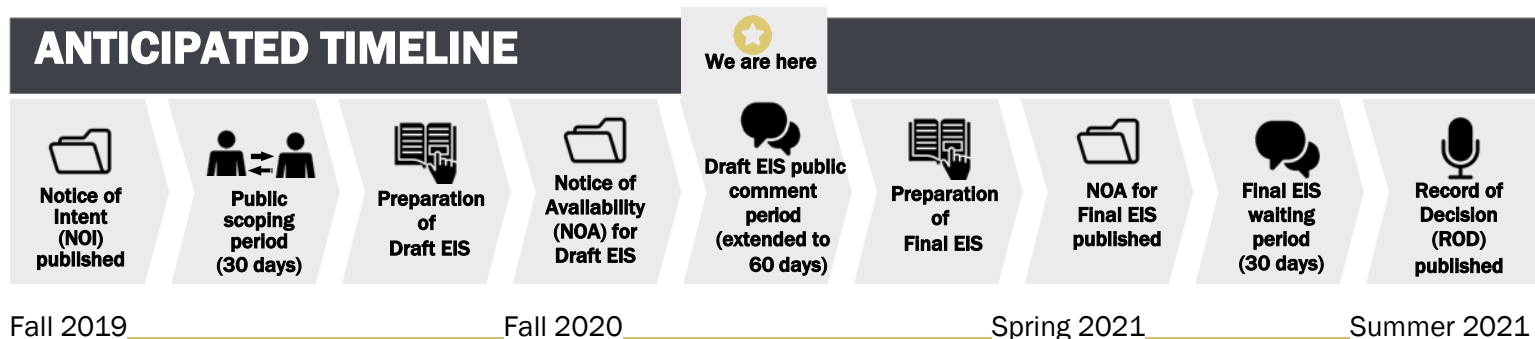 ANTICIPATED TIMELINE
We are here
Notice of
Intent
(NOI)
published
Public
scoping
period
(30 days)
Preparation
of
Draft EIS
Notice of
Availability
(NOA) for
Draft EIS
Draft EIS public
comment
period
(extended to
60 days)
Preparation
of
Final EIS
NOA for
Final EIS
published
Final EIS
waiting
period
(30 days)
Record of
Decision
(ROD)
published
Fall 2019
Fall 2020
Spring 2021
Summer 2021